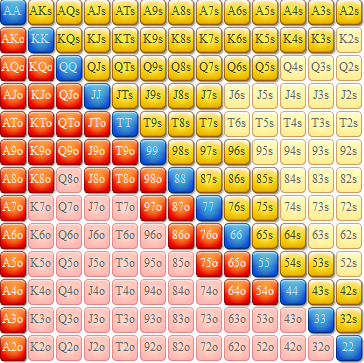 AA AKs AQs AJs ATs A9s A8s A7s A6s A5s A4s A3s A2s
AKo KK KQs KJs KTs K9s K8s K7s K6s K5s K4s K3s K2s
AQo KQo QQ QJs QTs Q9s Q8s Q7s Q6s Q5s Q4s Q3s Q2s
AJo KJo QJo JJ JTs J9s J8s J7s J6s J5s J4s J3s J2s
ATo KTo QTo JTo TT T9s T8s T7s T6s T5s T4s T3s T2s
A9o K9o Q9o J9o T9o 99 98s 97s 96s 95s 94s 93s 92s
A8o K8o Q8o J8o T8o 98o 88 87s 86s 85s 84s 83s 82s
A7o K7o Q7o J7o T7o 97o 87o 77 76s 75s 74s 73s 72s
A6o K6o Q6o J6o T6o 96o 86o 76o 66 65s 64s 63s 62s
A5o K5o Q5o J5o T5o 95o 85o 75o 65o 55 54s 53s 52s
A4o K4o Q4o J4o T4o 94o 84o 74o 64o 54o 44 43s 42s
A3o K3o Q3o J3o T3o 93o 83o 73o 63o 53o 43o 33 32s
A2o K2o Q2o J2o T2o 92o 82o 72o 62o 52o 42o 32o 22